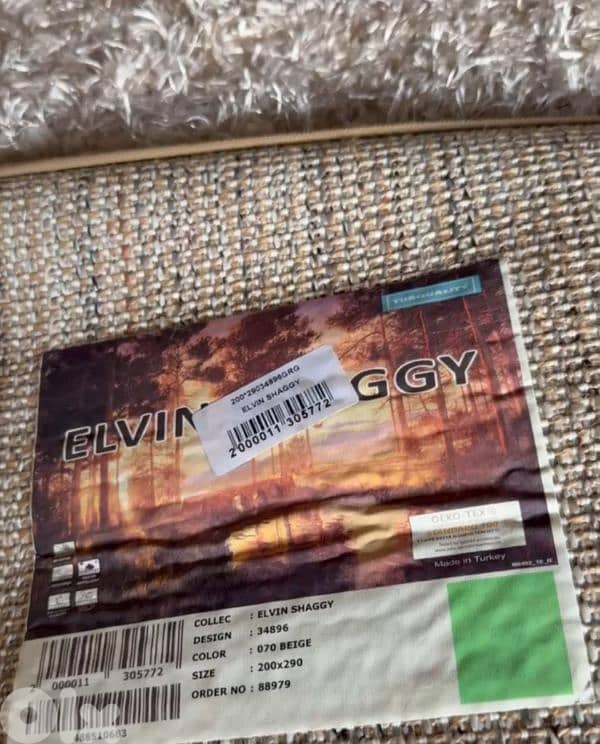 TURQUALITY
200*29034896GRG
ELVIN SHAGGY
2000011 305772
ELVIN
GGY
OEKO-TEX ®
Made in Turkey
COLLEC : ELVIN SHAGGY
DESIGN : 34896
COLOR : 070 BEIGE
SIZE : 200x290
ORDER NO : 88979
000011 305772